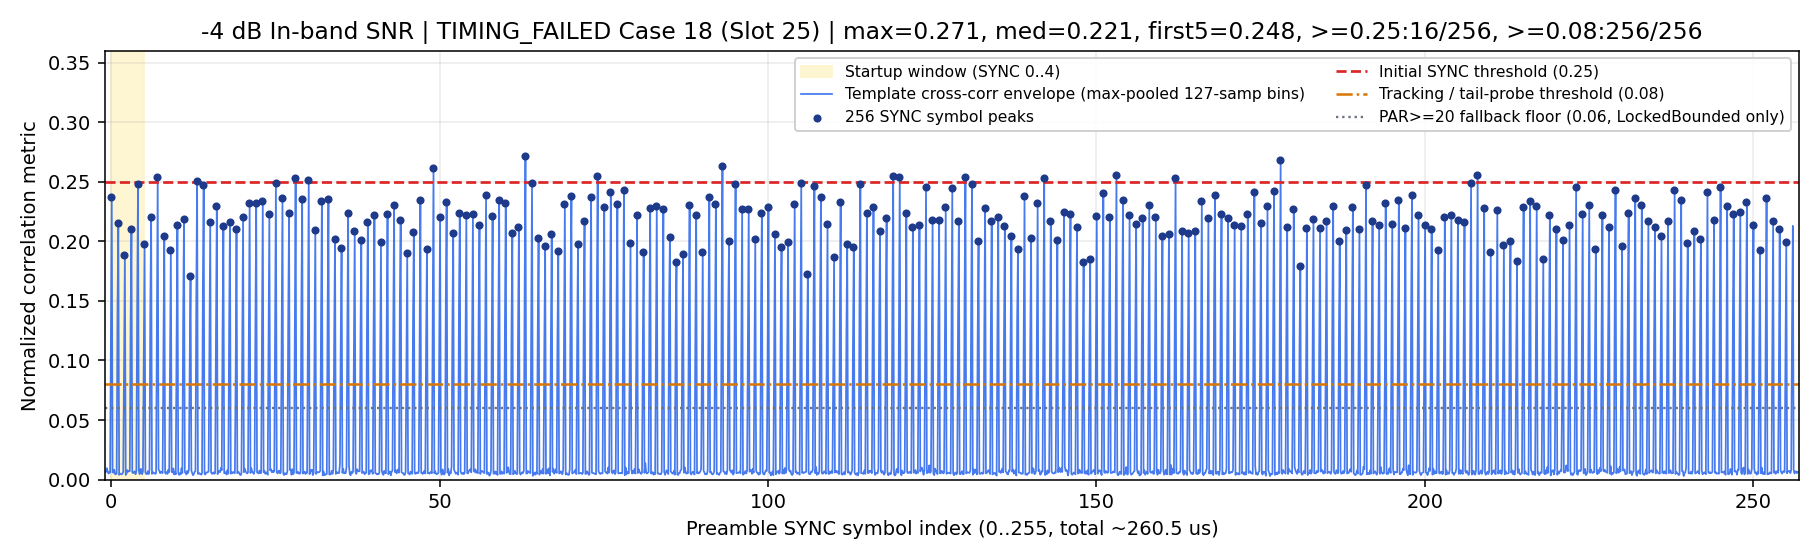 -4 dB In-band SNR | TIMING_FAILED Case 18 (Slot 25) | max=0.271, med=0.221, first5=0.248, >=0.25:16/256, >=0.08:256/256
Normalized correlation metric
0.35
0.30
0.25
0.20
0.15
0.10
0.05
0.00
Startup window (SYNC 0..4)
Template cross-corr envelope (max-pooled 127-samp bins)
256 SYNC symbol peaks
Initial SYNC threshold (0.25)
Tracking / tail-probe threshold (0.08)
PAR>=20 fallback floor (0.06, LockedBounded only)
0 50 100 150 200 250
Preamble SYNC symbol index (0..255, total ~260.5 us)